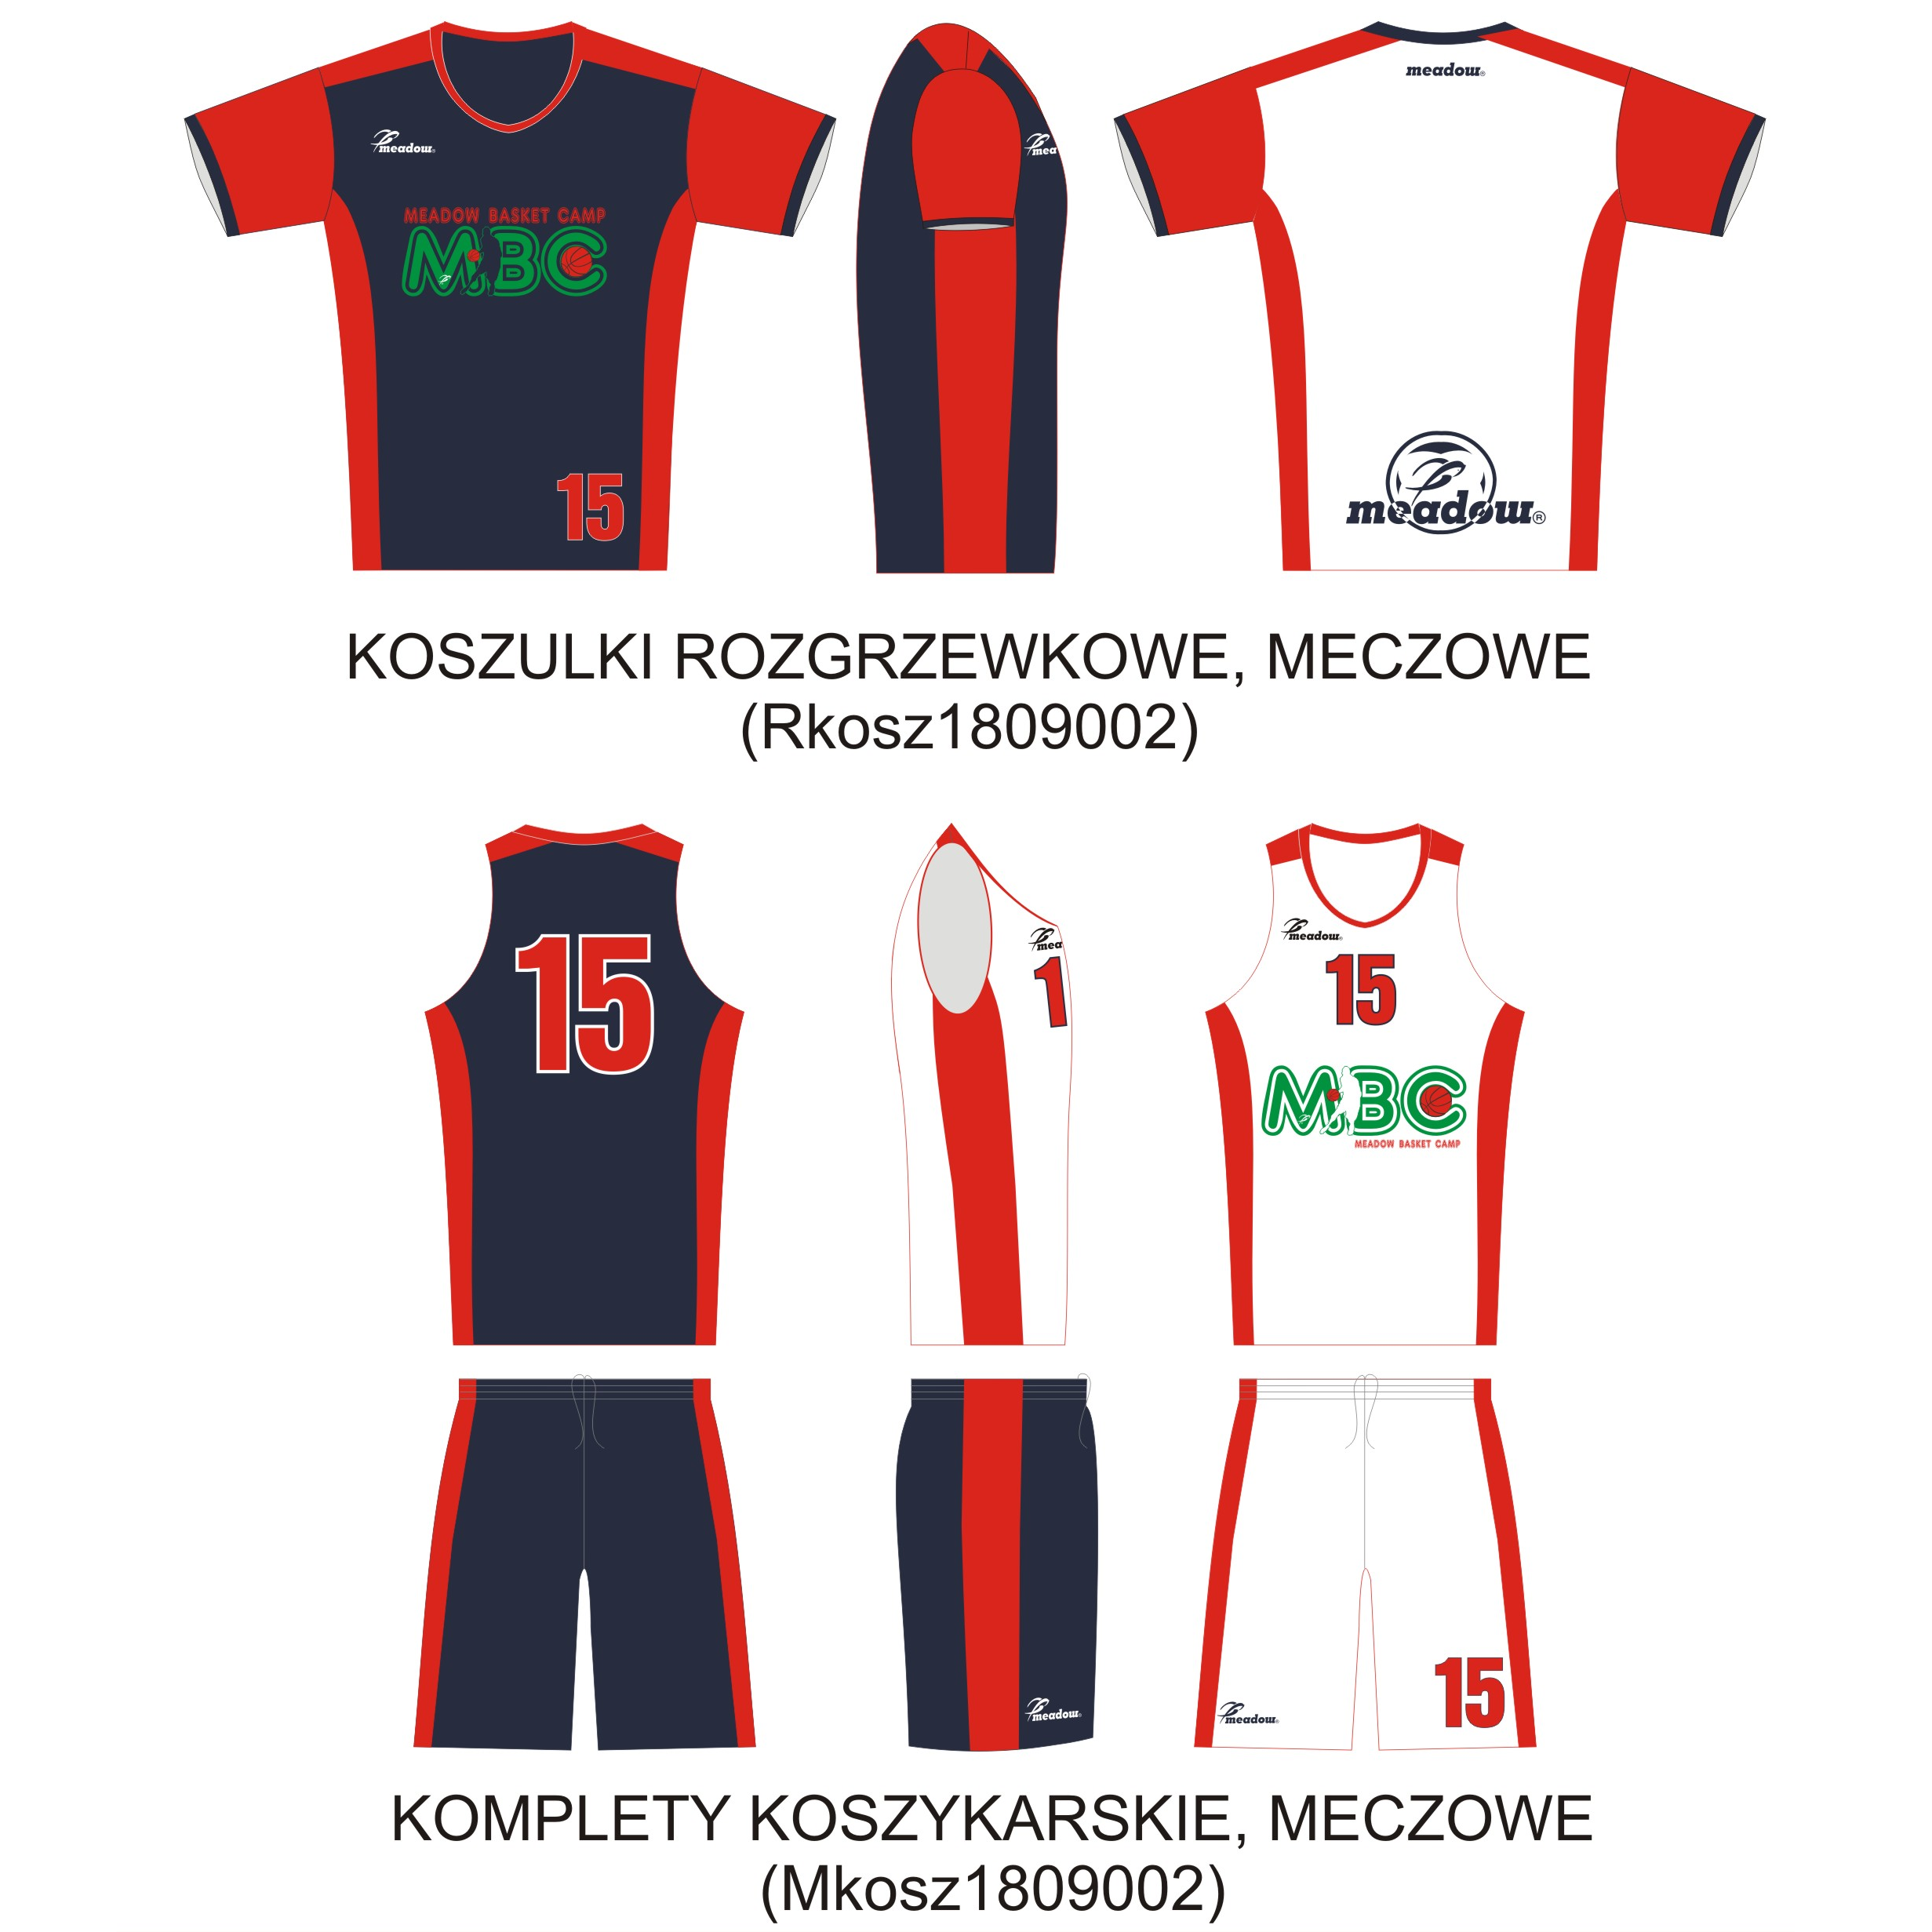 meadow®
meadow®
mea
MEADOW BASKET CAMP
MBC
15
meadow®
KOSZULKI ROZGRZEWKOWE, MECZOWE
(Rkosz1809002)
15
meadow®
mea
1
15
MBC
MEADOW BASKET CAMP
meadow®
meadow®
15
KOMPLETY KOSZYKARSKIE, MECZOWE
(Mkosz1809002)